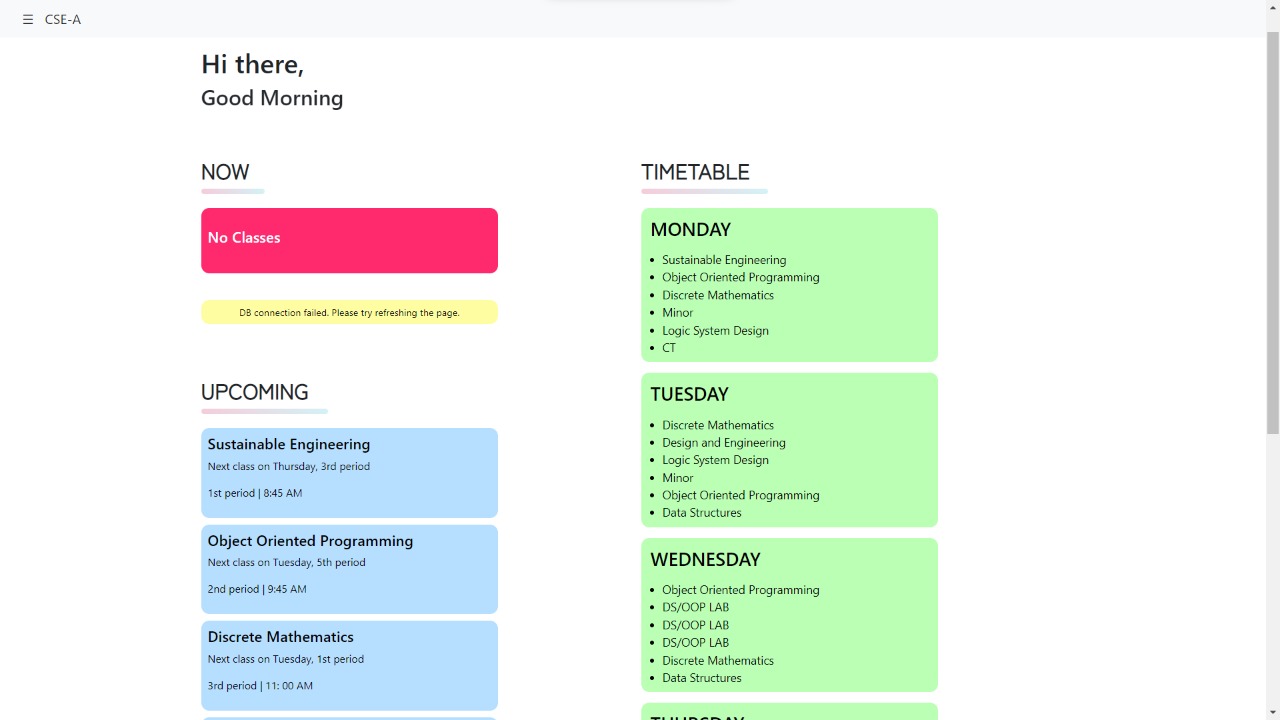 ☰ CSE-A
Hi there,
Good Morning
NOW
No Classes
DB connection failed. Please try refreshing the page.
UPCOMING
Sustainable Engineering
Next class on Thursday, 3rd period
1st period | 8:45 AM
Object Oriented Programming
Next class on Tuesday, 5th period
2nd period | 9:45 AM
Discrete Mathematics
Next class on Tuesday, 1st period
3rd period | 11: 00 AM
TIMETABLE
MONDAY
• Sustainable Engineering
• Object Oriented Programming
• Discrete Mathematics
• Minor
• Logic System Design
• CT
TUESDAY
• Discrete Mathematics
• Design and Engineering
• Logic System Design
• Minor
• Object Oriented Programming
• Data Structures
WEDNESDAY
• Object Oriented Programming
• DS/OOP LAB
• DS/OOP LAB
• DS/OOP LAB
• Discrete Mathematics
• Data Structures
THURSDAY